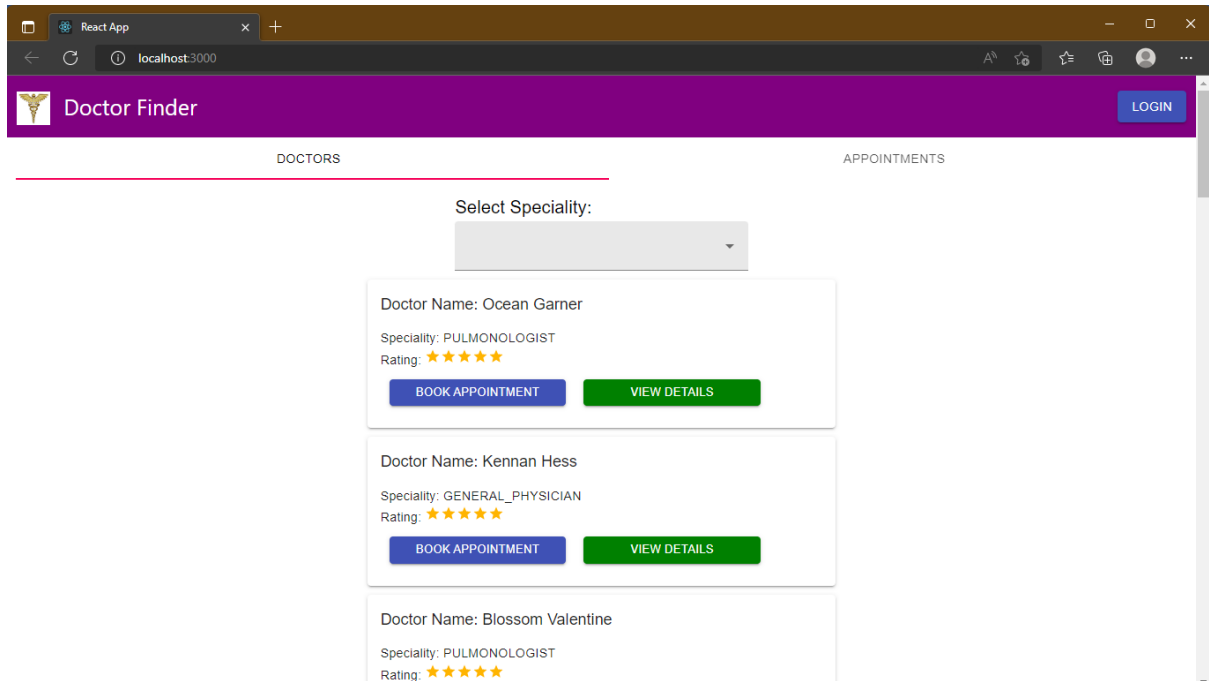 React App
localhost:3000
Doctor Finder
LOGIN
DOCTORS APPOINTMENTS
Select Speciality:
Doctor Name: Ocean Garner
Speciality: PULMONOLOGIST
Rating:
BOOK APPOINTMENT VIEW DETAILS
Doctor Name: Kennan Hess
Speciality: GENERAL_PHYSICIAN
Rating:
BOOK APPOINTMENT VIEW DETAILS
Doctor Name: Blossom Valentine
Speciality: PULMONOLOGIST
Rating: